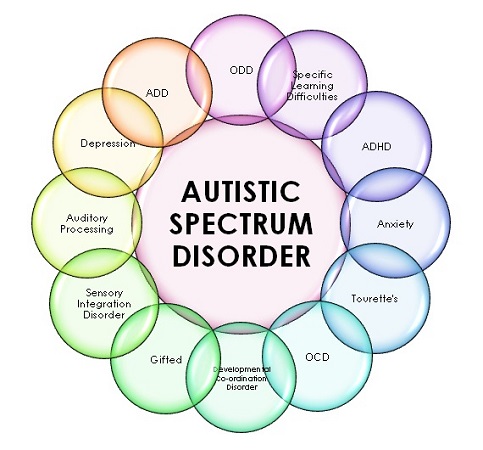 ODD
Specific
Learning
Difficulties
ADHD
Anxiety
Tourette's
OCD
Developmental
Co-ordination
Disorder
Gifted
Sensory
Integration
Disorder
Auditory
Processing
Depression
ADD
AUTISTIC
SPECTRUM
DISORDER